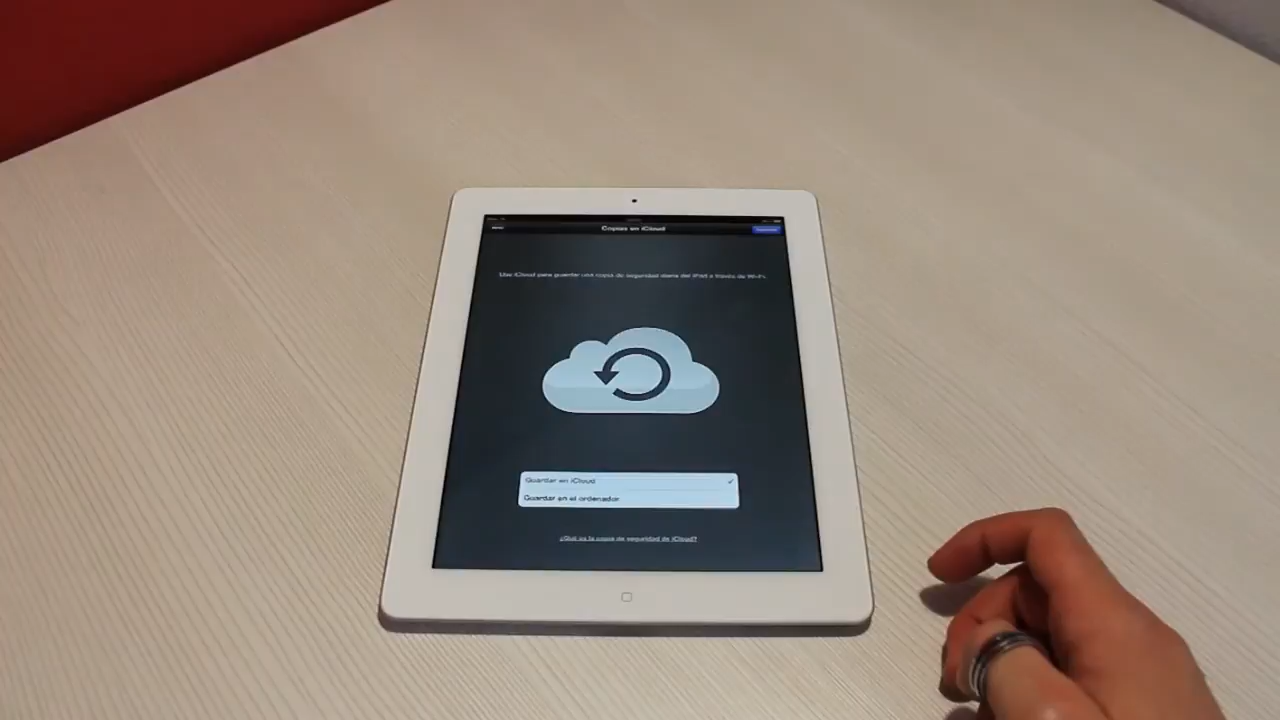 Copias en iCloud
Use iCloud para guardar una copia de seguridad diaria del iPad a través de Wi-Fi.
Guardar en iCloud
Guardar en el ordenador
¿Qué es la copia de seguridad de iCloud?